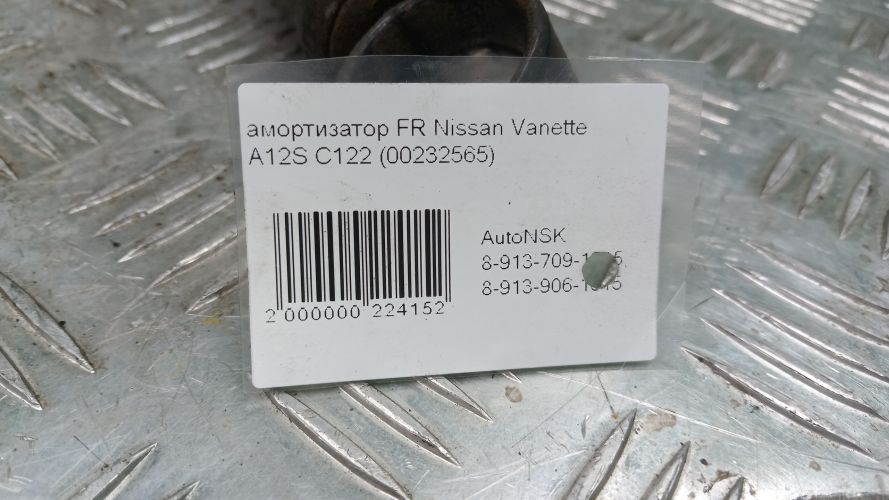 амортизатор FR Nissan Vanette
A12S C122 (00232565)
AutoNSK
2 000000 224152